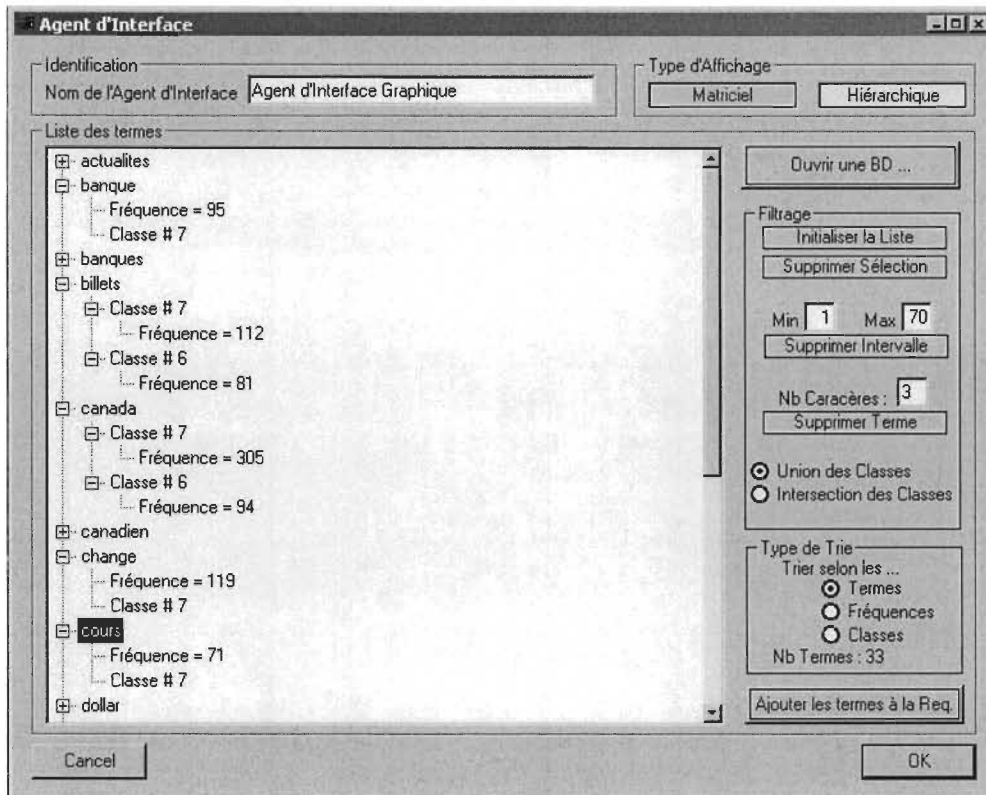 Agent d'Interface
Identification
Nom de l'Agent d'Interface Agent d'Interface Graphique
Type d'Affichage
Matriciel Hiérarchique
Liste des termes
actualites
banque
Fréquence = 95
Classe # 7
banques
billets
Classe # 7
Fréquence = 112
Classe # 6
Fréquence = 81
canada
Classe # 7
Fréquence = 305
Classe # 6
Fréquence = 94
canadien
change
Fréquence = 119
Classe # 7
cours
Fréquence = 71
Classe # 7
dollar
Ouvrir une BD ...
Filtrage
Initialiser la Liste
Supprimer Sélection
Min 1 Max 70
Supprimer Intervalle
Nb Caracères : 3
Supprimer Terme
Union des Classes
Intersection des Classes
Type de Trie
Trier selon les ...
Termes
Fréquences
Classes
Nb Termes : 33
Ajouter les termes à la Req.
Cancel OK